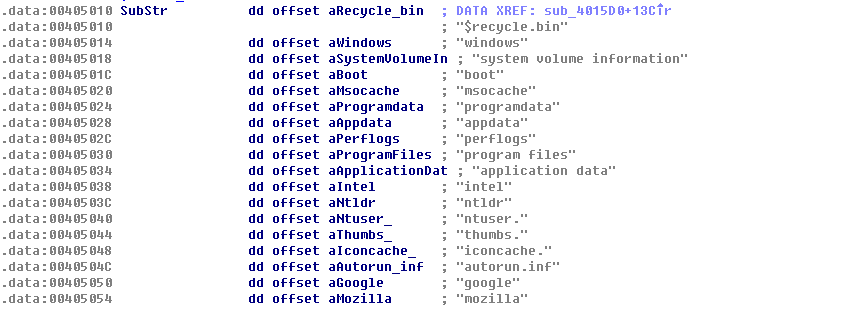 .data:00405010 SubStr dd offset aRecycle_bin ; DATA XREF: sub_4015D0+13C↑r
.data:00405010 ; "$recycle.bin"
.data:00405014 dd offset aWindows ; "windows"
.data:00405018 dd offset aSystemVolumeIn ; "system volume information"
.data:0040501C dd offset aBoot ; "boot"
.data:00405020 dd offset aMsocache ; "msocache"
.data:00405024 dd offset aProgramdata ; "programdata"
.data:00405028 dd offset aAppdata ; "appdata"
.data:0040502C dd offset aPerflogs ; "perflogs"
.data:00405030 dd offset aProgramFiles ; "program files"
.data:00405034 dd offset aApplicationDat ; "application data"
.data:00405038 dd offset aIntel ; "intel"
.data:0040503C dd offset aNtldr ; "ntldr"
.data:00405040 dd offset aNtuser_ ; "ntuser."
.data:00405044 dd offset aThumbs_ ; "thumbs."
.data:00405048 dd offset aIconcache_ ; "iconcache."
.data:0040504C dd offset aAutorun_inf ; "autorun.inf"
.data:00405050 dd offset aGoogle ; "google"
.data:00405054 dd offset aMozilla ; "mozilla"